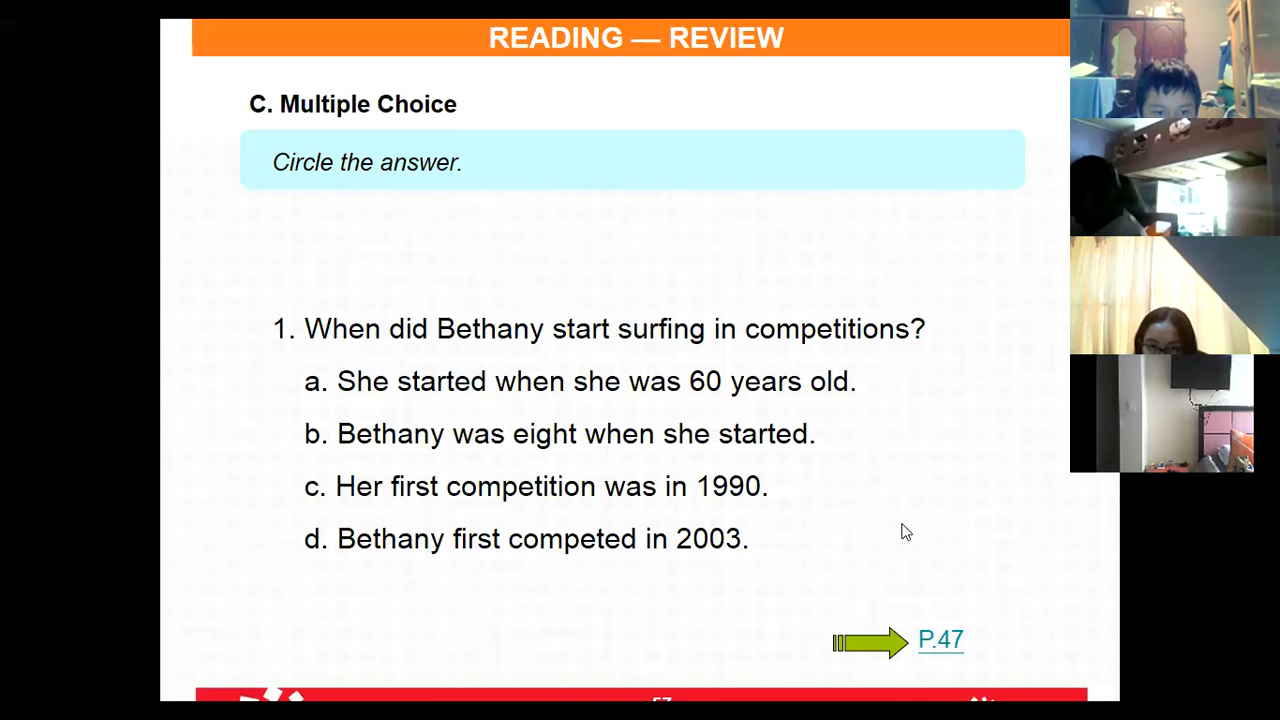 READING — REVIEW
C. Multiple Choice
Circle the answer.
1. When did Bethany start surfing in competitions?
a. She started when she was 60 years old.
b. Bethany was eight when she started.
c. Her first competition was in 1990.
d. Bethany first competed in 2003.
P.47